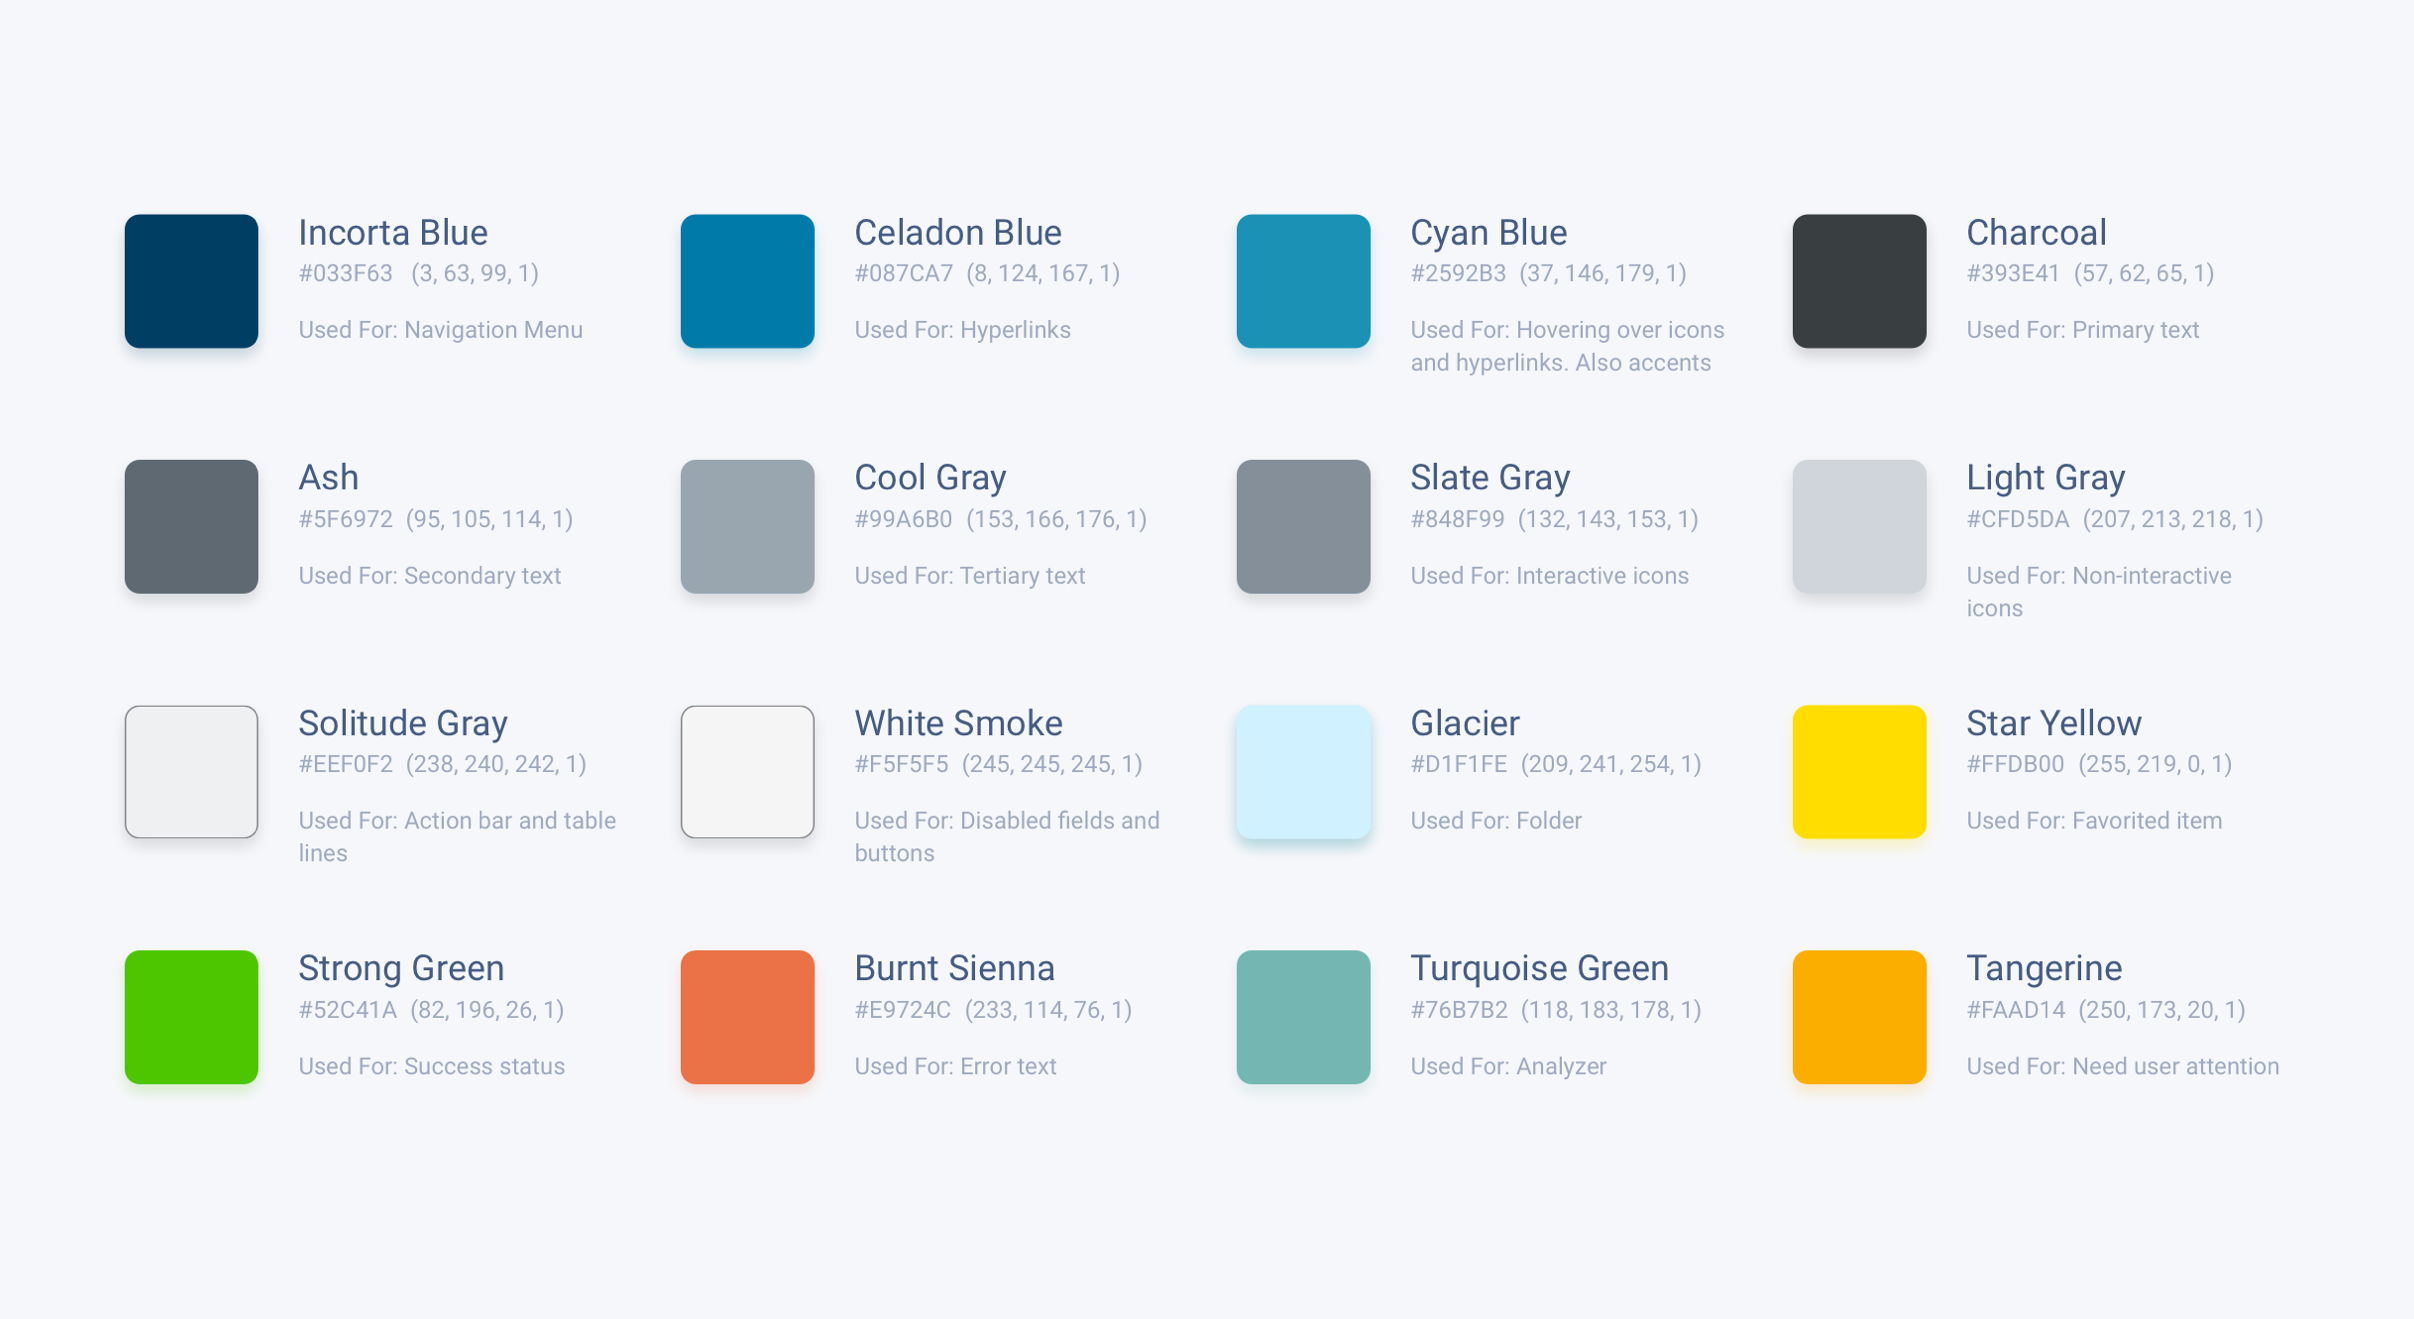 Incorta Blue
#033F63 (3, 63, 99, 1)
Used For: Navigation Menu
Celadon Blue
#087CA7 (8, 124, 167, 1)
Used For: Hyperlinks
Cyan Blue
#2592B3 (37, 146, 179, 1)
Used For: Hovering over icons
and hyperlinks. Also accents
Charcoal
#393E41 (57, 62, 65, 1)
Used For: Primary text
Ash
#5F6972 (95, 105, 114, 1)
Used For: Secondary text
Cool Gray
#99A6B0 (153, 166, 176, 1)
Used For: Tertiary text
Slate Gray
#848F99 (132, 143, 153, 1)
Used For: Interactive icons
Light Gray
#CFD5DA (207, 213, 218, 1)
Used For: Non-interactive
icons
Solitude Gray
#EEF0F2 (238, 240, 242, 1)
Used For: Action bar and table
lines
White Smoke
#F5F5F5 (245, 245, 245, 1)
Used For: Disabled fields and
buttons
Glacier
#D1F1FE (209, 241, 254, 1)
Used For: Folder
Star Yellow
#FFDB00 (255, 219, 0, 1)
Used For: Favorited item
Strong Green
#52C41A (82, 196, 26, 1)
Used For: Success status
Burnt Sienna
#E9724C (233, 114, 76, 1)
Used For: Error text
Turquoise Green
#76B7B2 (118, 183, 178, 1)
Used For: Analyzer
Tangerine
#FAAD14 (250, 173, 20, 1)
Used For: Need user attention